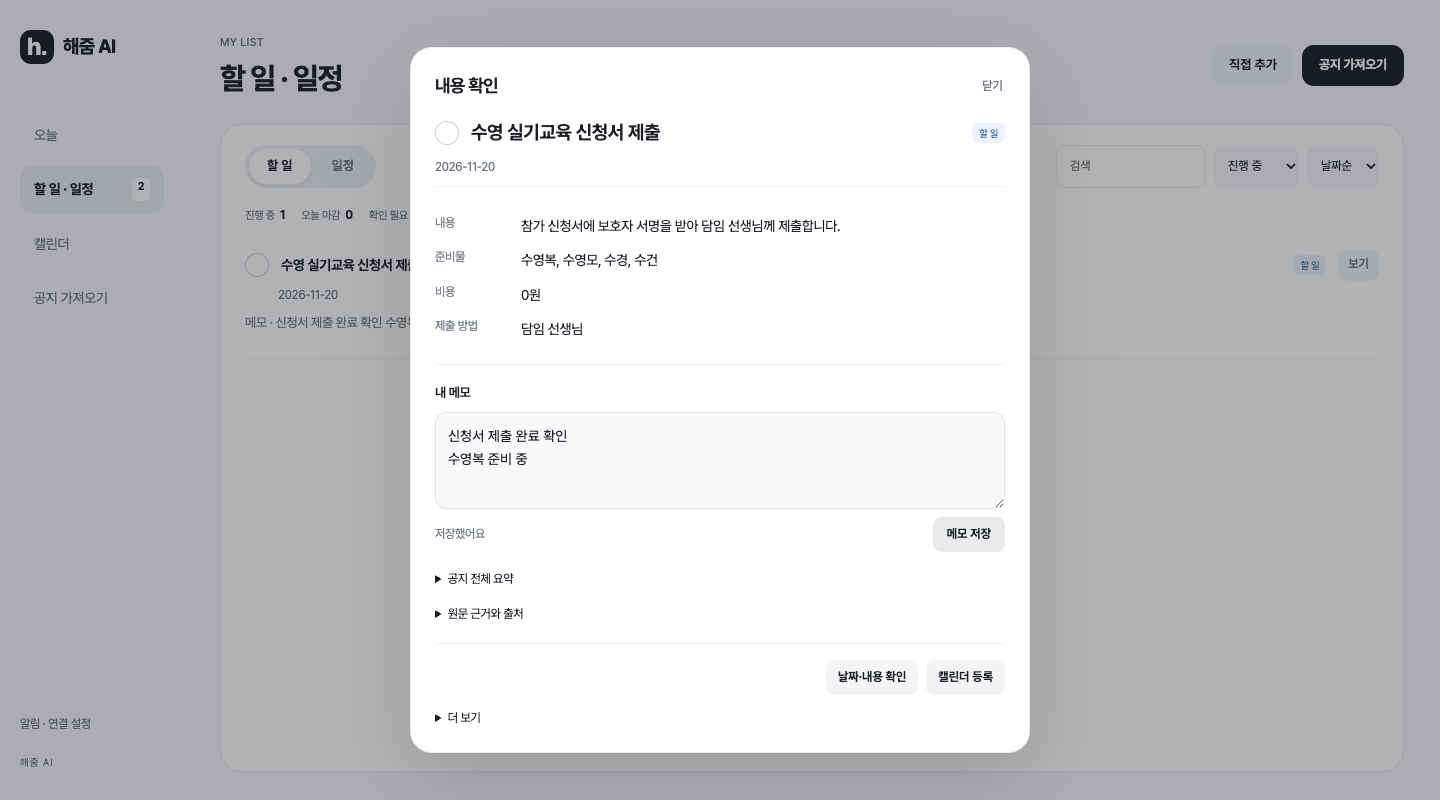 h. 해줌 AI
오늘
할 일 · 일정 2
캘린더
공지 가져오기
알림 · 연결 설정
해줌 AI
MY LIST
할 일 · 일정
직접 추가
공지 가져오기
할 일 일정
검색
진행 중
날짜순
진행 중 1 오늘 마감 0 확인 필요
수영 실기교육 신청서
할 일
보기
2026-11-20
메모 · 신청서 제출 완료 확인
내용 확인
닫기
수영 실기교육 신청서 제출
할 일
2026-11-20
내용 참가 신청서에 보호자 서명을 받아 담임 선생님께 제출합니다.
준비물 수영복, 수영모, 수경, 수건
비용 0원
제출 방법 담임 선생님
내 메모
신청서 제출 완료 확인
수영복 준비 중
저장했어요
메모 저장
공지 전체 요약
원문 근거와 출처
날짜·내용 확인
캘린더 등록
더 보기